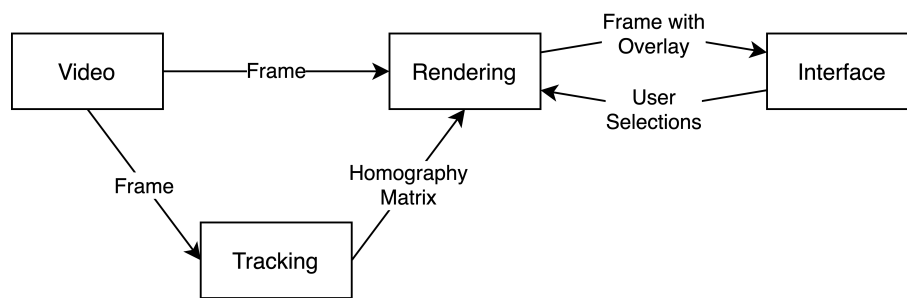 Video
Frame
Rendering
Frame with
Overlay
Interface
User
Selections
Frame
Homography
Matrix
Tracking